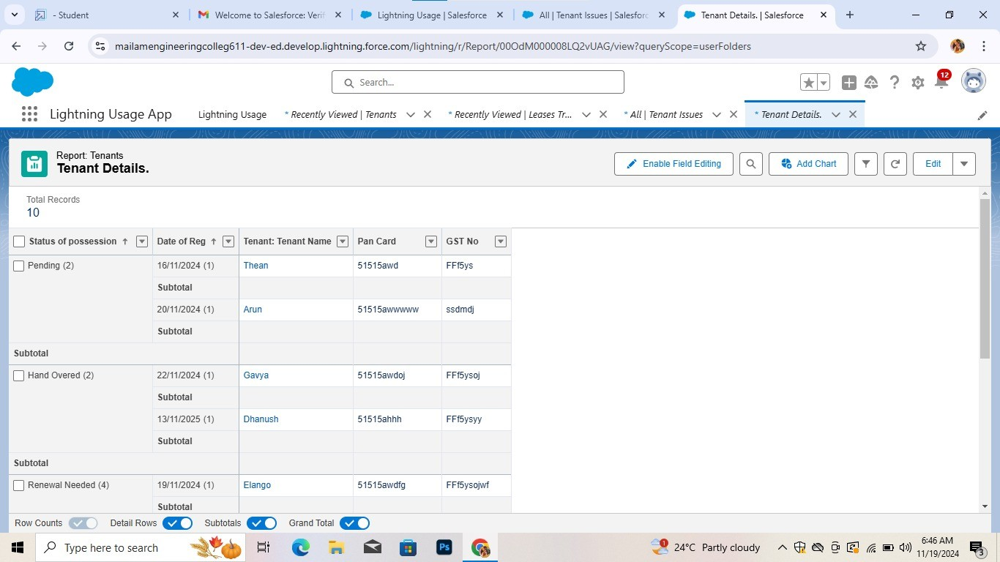 - Student
Welcome to Salesforce: Verif
Lightning Usage | Salesforce
All | Tenant Issues | Salesforc
Tenant Details. | Salesforce
mailamengineeringcolleg611-dev-ed.develop.lightning.force.com/lightning/r/Report/00OdM000008LQ2vUAG/view?queryScope=userFolders
Search...
12
Lightning Usage App
Lightning Usage
* Recently Viewed | Tenants
* Recently Viewed | Leases Tr...
* All | Tenant Issues
* Tenant Details.
Report: Tenants
Tenant Details.
Enable Field Editing
Add Chart
Edit
Total Records
10
Status of possession ↑ Date of Reg ↑ Tenant: Tenant Name Pan Card GST No
Pending (2) 16/11/2024 (1) Thean 51515awd FFf5ys
Subtotal
20/11/2024 (1) Arun 51515awwwww ssdmdj
Subtotal
Subtotal
Hand Overed (2) 22/11/2024 (1) Gavya 51515awdoj FFf5ysoj
Subtotal
13/11/2025 (1) Dhanush 51515ahhh FFf5ysyy
Subtotal
Subtotal
Renewal Needed (4) 19/11/2024 (1) Elango 51515awdfg FFf5ysojwf
Subtotal
Row Counts Detail Rows Subtotals Grand Total
Type here to search
Ps
1
24°C Partly cloudy
6:46 AM
11/19/2024
3